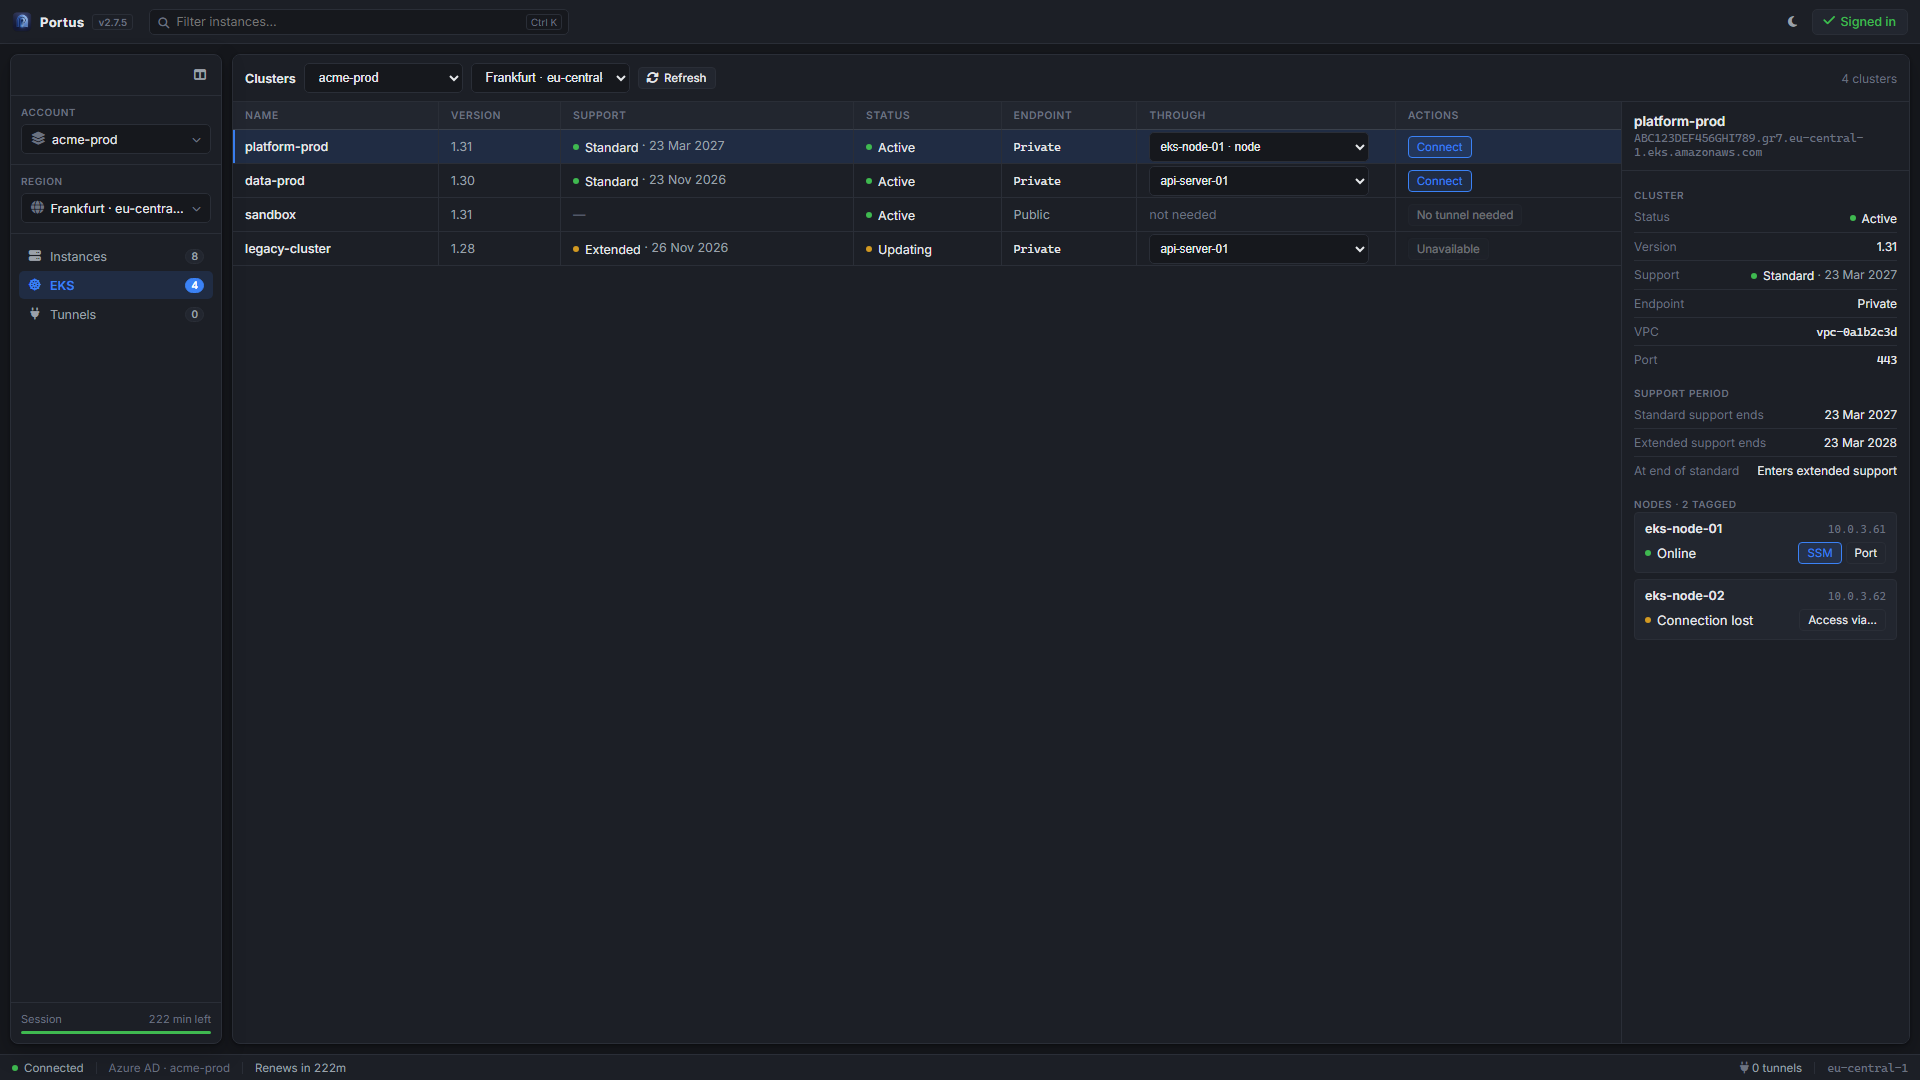 Portus v2.7.5 Filter instances... Ctrl K Signed in
ACCOUNT
acme-prod
REGION
Frankfurt · eu-centra...
Instances 8
EKS 4
Tunnels 0
Session 222 min left
Clusters acme-prod Frankfurt · eu-central Refresh 4 clusters
NAME VERSION SUPPORT STATUS ENDPOINT THROUGH ACTIONS
platform-prod 1.31 Standard · 23 Mar 2027 Active Private eks-node-01 · node Connect
data-prod 1.30 Standard · 23 Nov 2026 Active Private api-server-01 Connect
sandbox 1.31 — Active Public not needed No tunnel needed
legacy-cluster 1.28 Extended · 26 Nov 2026 Updating Private api-server-01 Unavailable
platform-prod
ABC123DEF456GHI789.gr7.eu-central-
1.eks.amazonaws.com
CLUSTER
Status Active
Version 1.31
Support Standard · 23 Mar 2027
Endpoint Private
VPC vpc-0a1b2c3d
Port 443
SUPPORT PERIOD
Standard support ends 23 Mar 2027
Extended support ends 23 Mar 2028
At end of standard Enters extended support
NODES · 2 TAGGED
eks-node-01 10.0.3.61
Online SSM Port
eks-node-02 10.0.3.62
Connection lost Access via...
Connected Azure AD · acme-prod Renews in 222m 0 tunnels eu-central-1